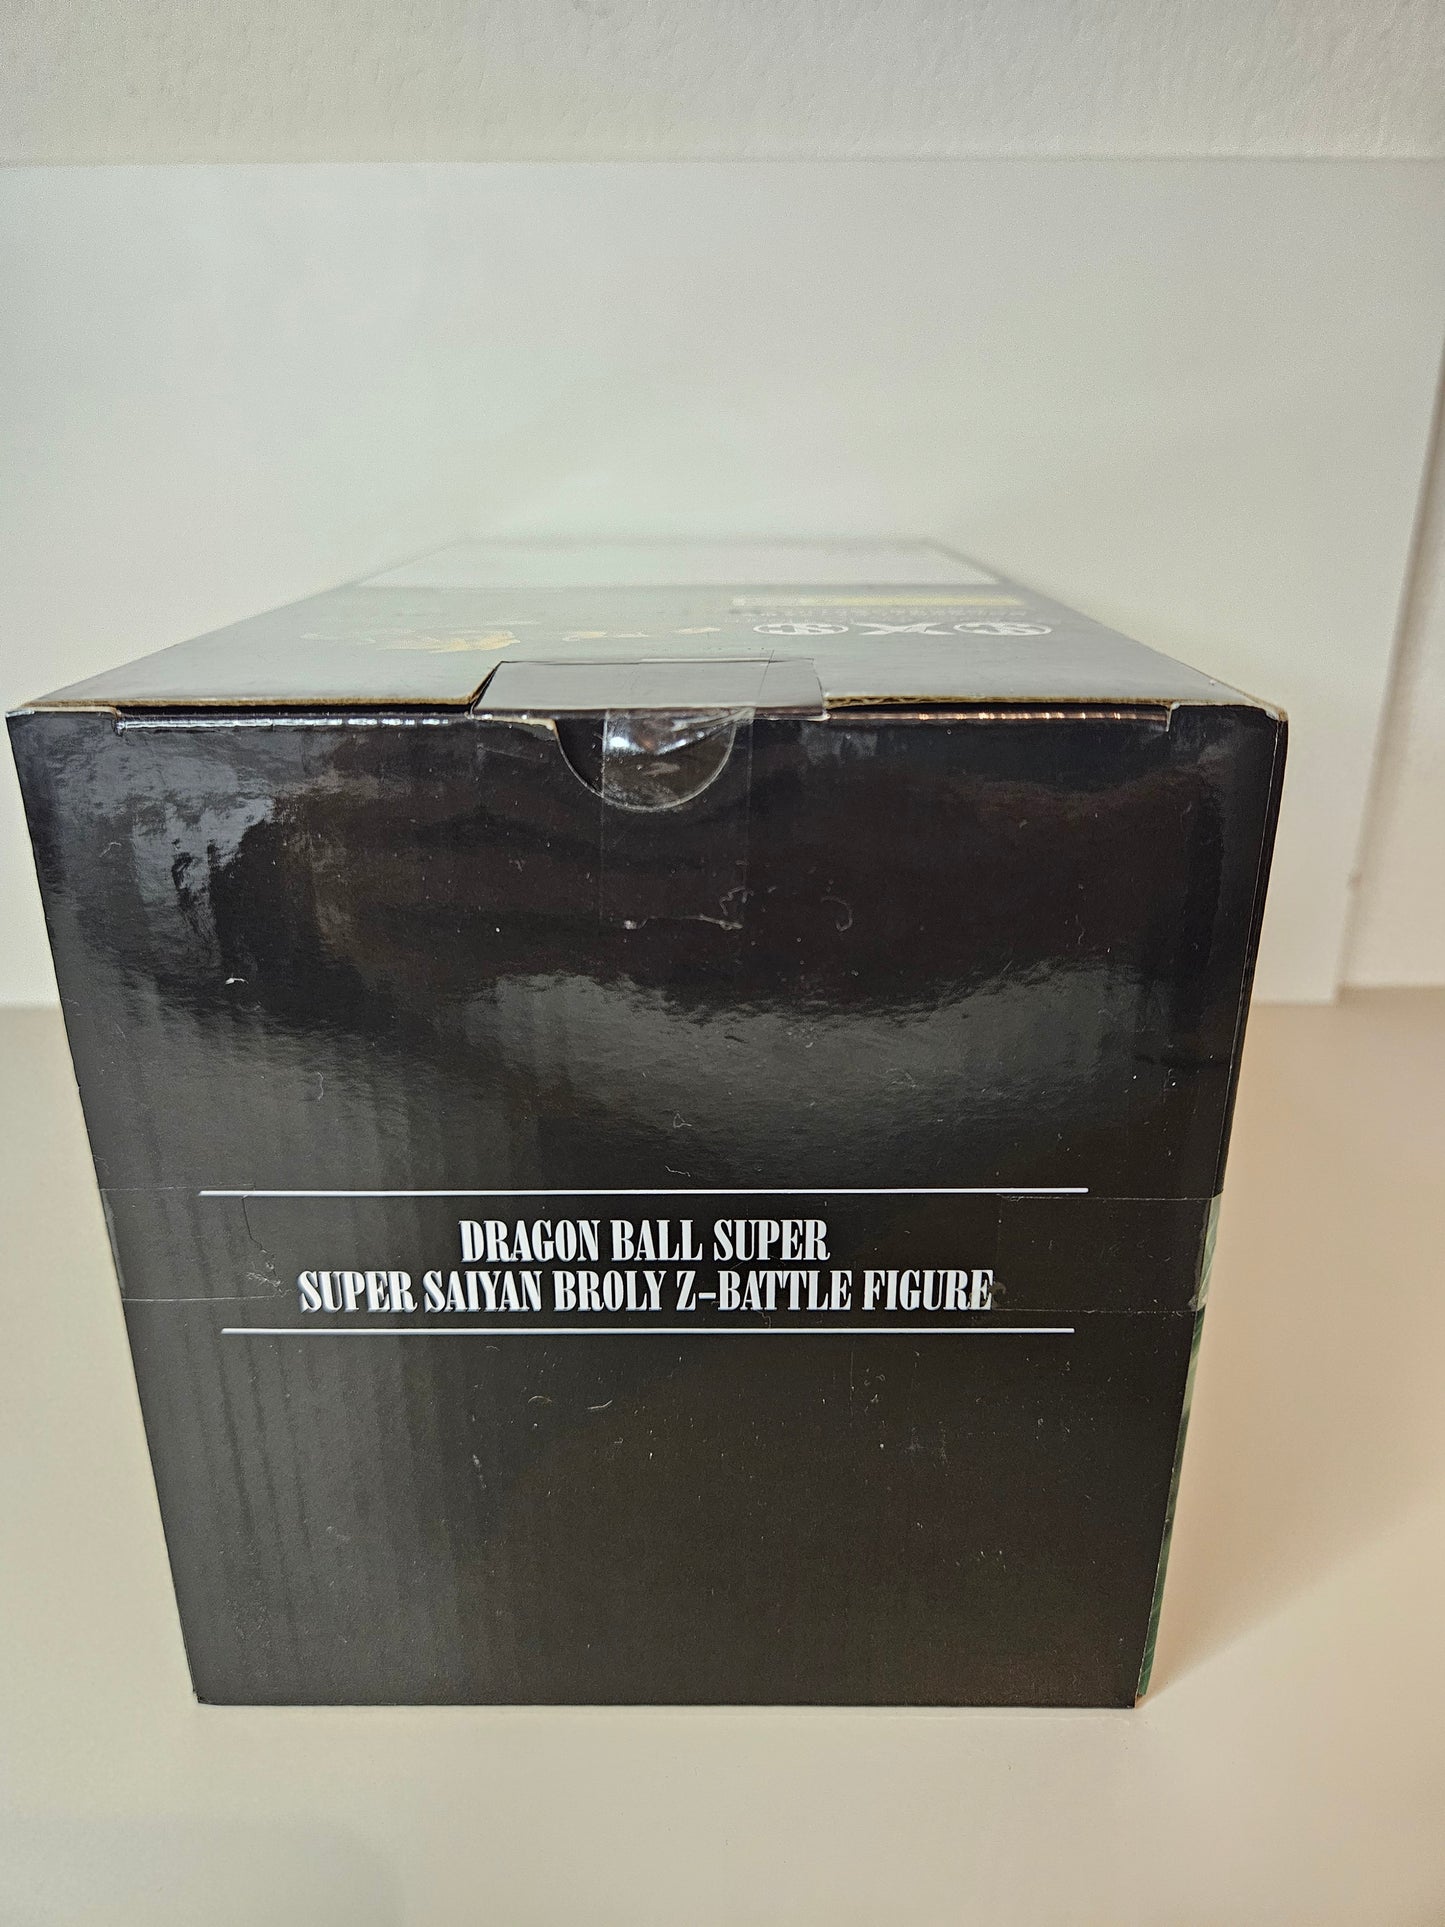 DRAGON BALL SUPER
SUPER SAIYAN BROLY Z-BATTLE FIGURE